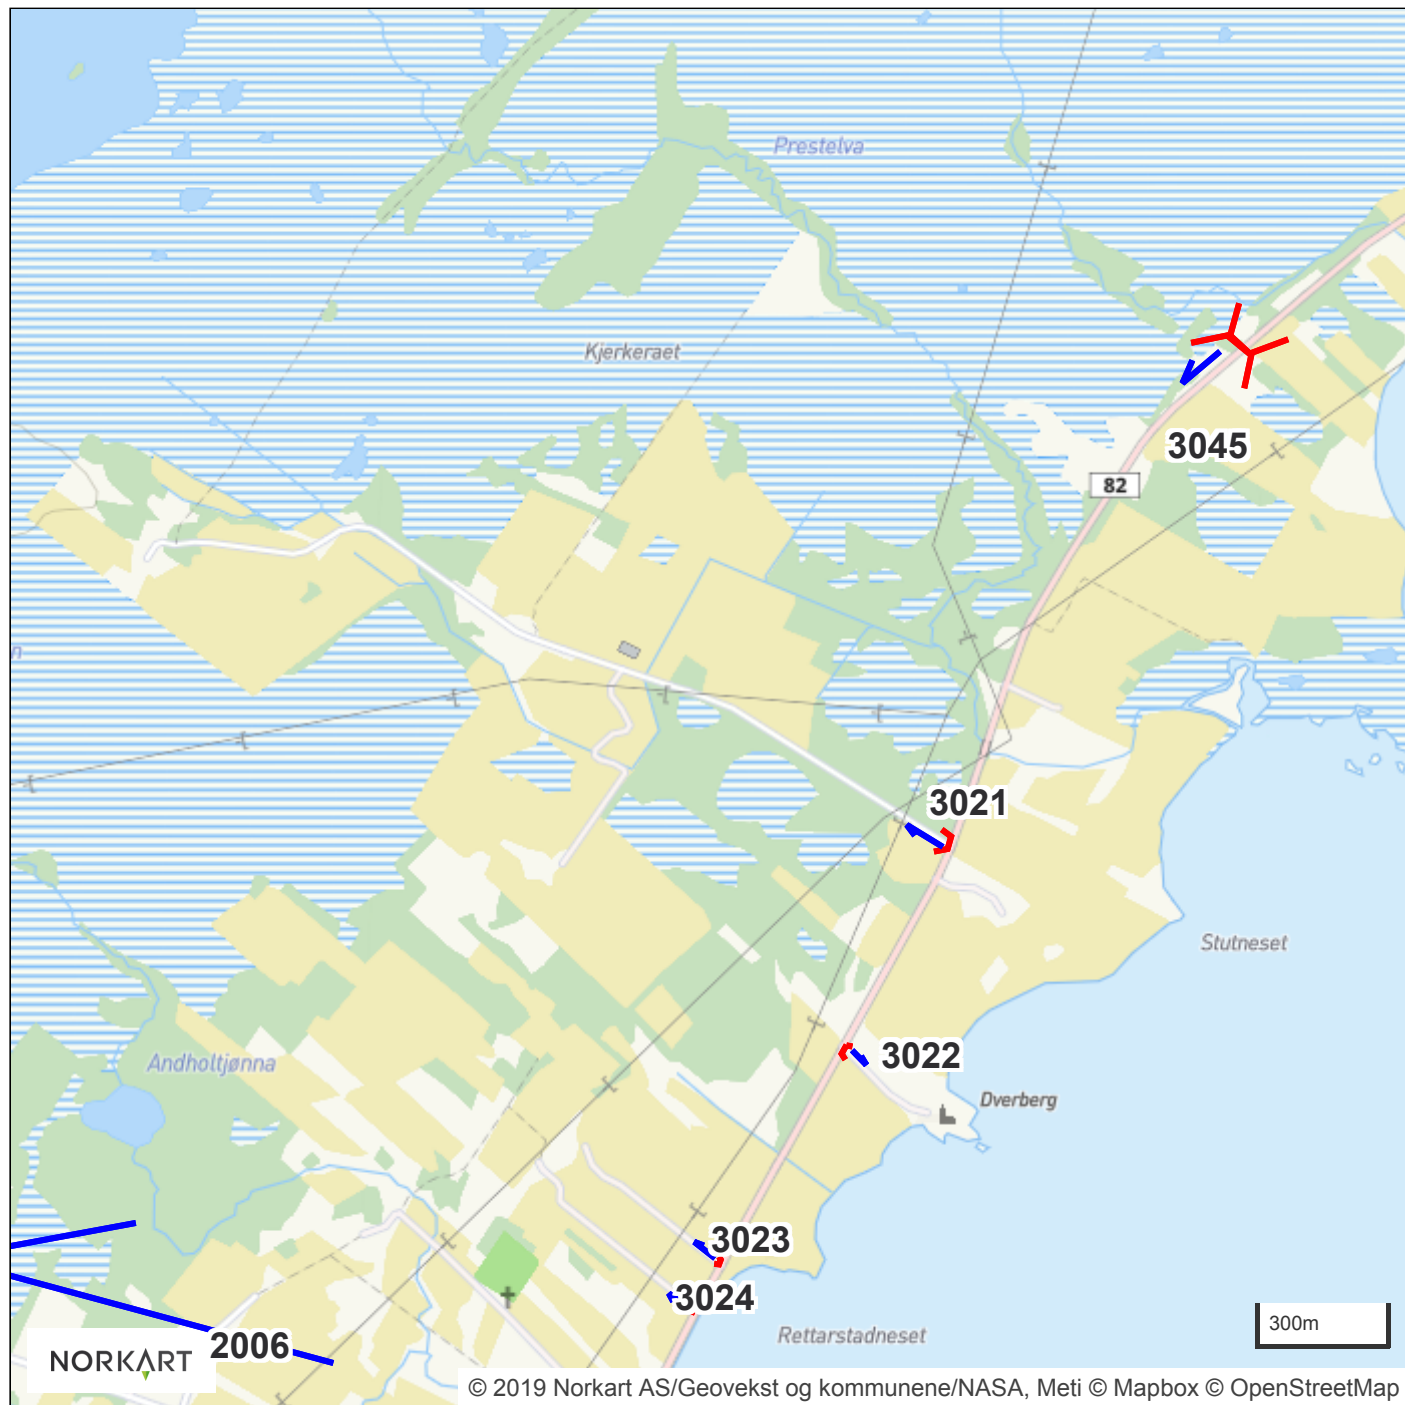 Prestelva
Kjerkeraet
3045
82
n
3021
Stutneset
3022
Andholtjønna
Dverberg
3023
3024
300m
Rettarstadneset
2006
NORKART
© 2019 Norkart AS/Geovekst og kommunene/NASA, Meti © Mapbox © OpenStreetMap